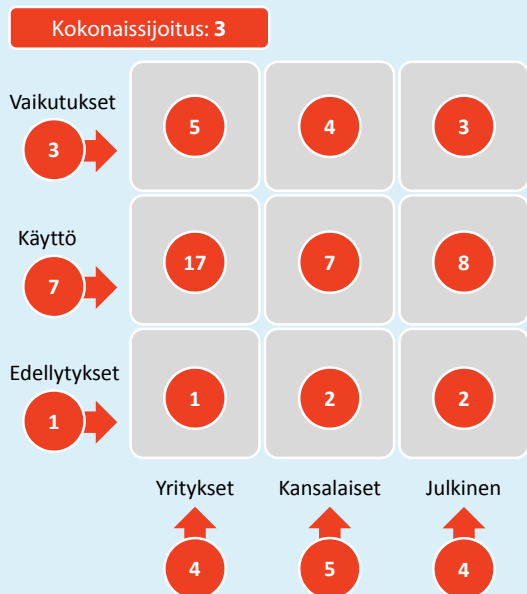 Kokonaissijoitus: 3
Vaikutukset
3
5
4
3
Käyttö
7
17
7
8
Edellytykset
1
1
2
2
Yritykset
Kansalaiset
Julkinen
4
5
4